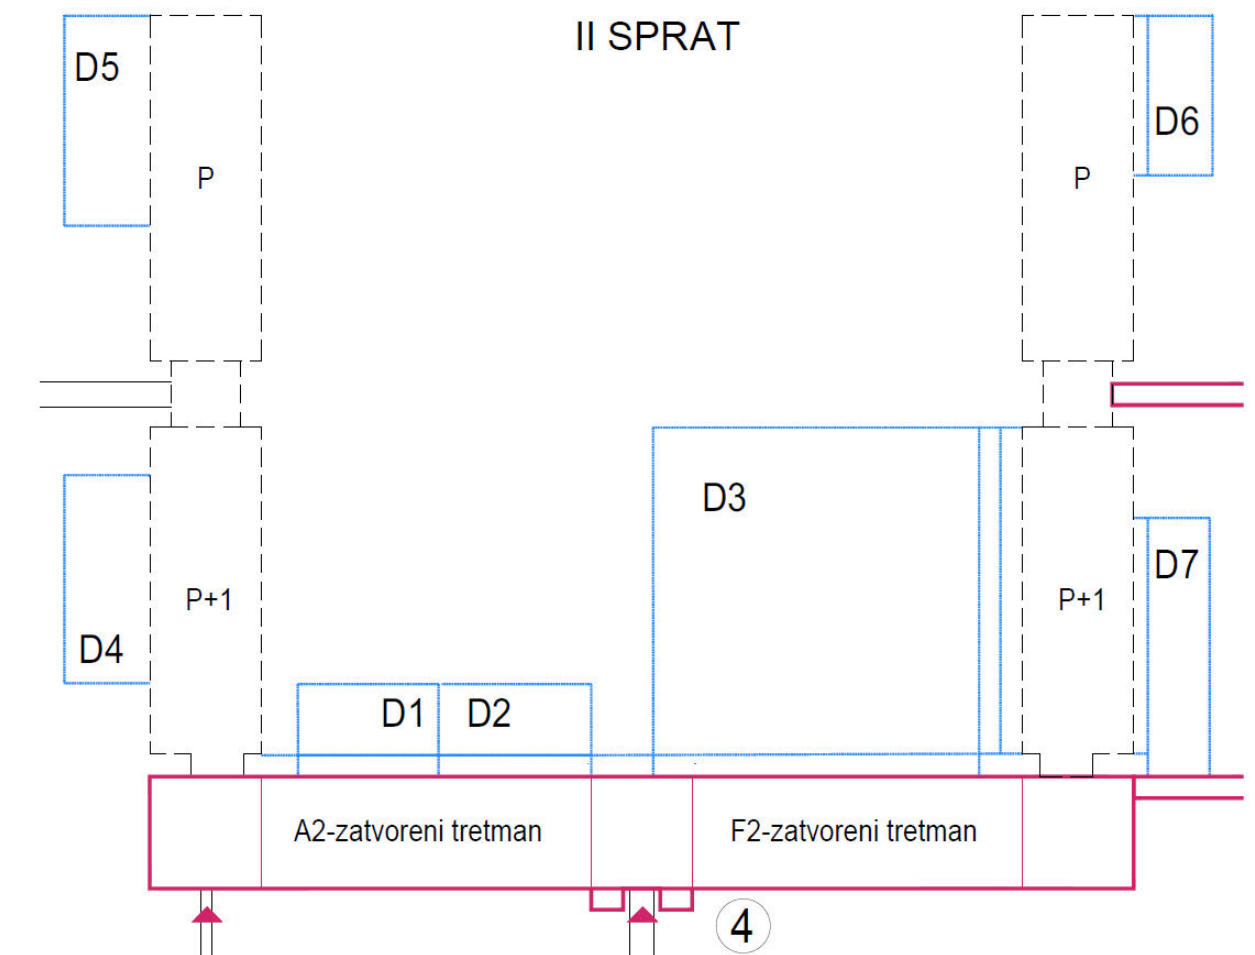 II SPRAT
D5
D6
P
P
D3
D7
P+1
P+1
D4
D1
D2
A2-zatvoreni tretman
F2-zatvoreni tretman
4